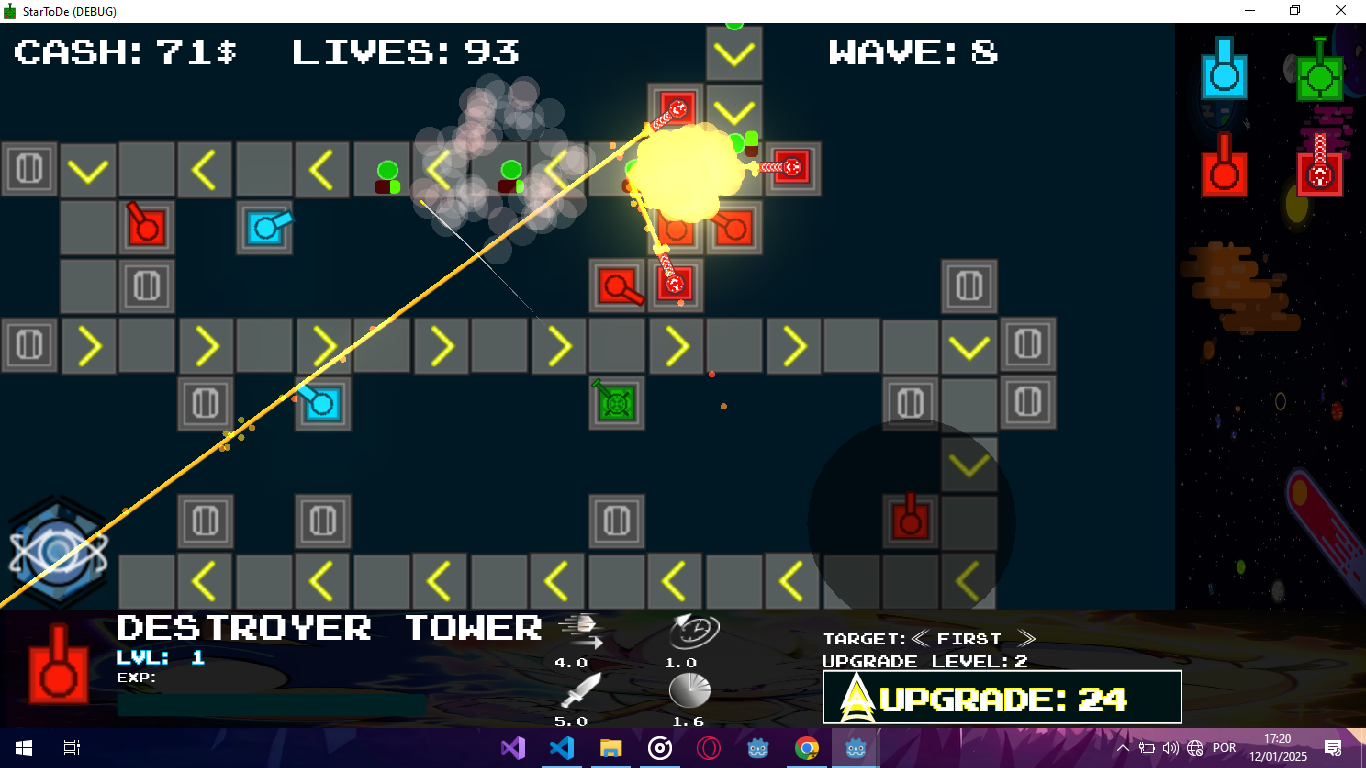 StarToDe (DEBUG)
CASH: 71$ LIVES: 93 WAVE: 8
DESTROYER TOWER
LVL: 1
EXP:
4.0 1.0
5.0 1.6
TARGET: FIRST
UPGRADE LEVEL: 2
UPGRADE: 24
POR
17:20
12/01/2025